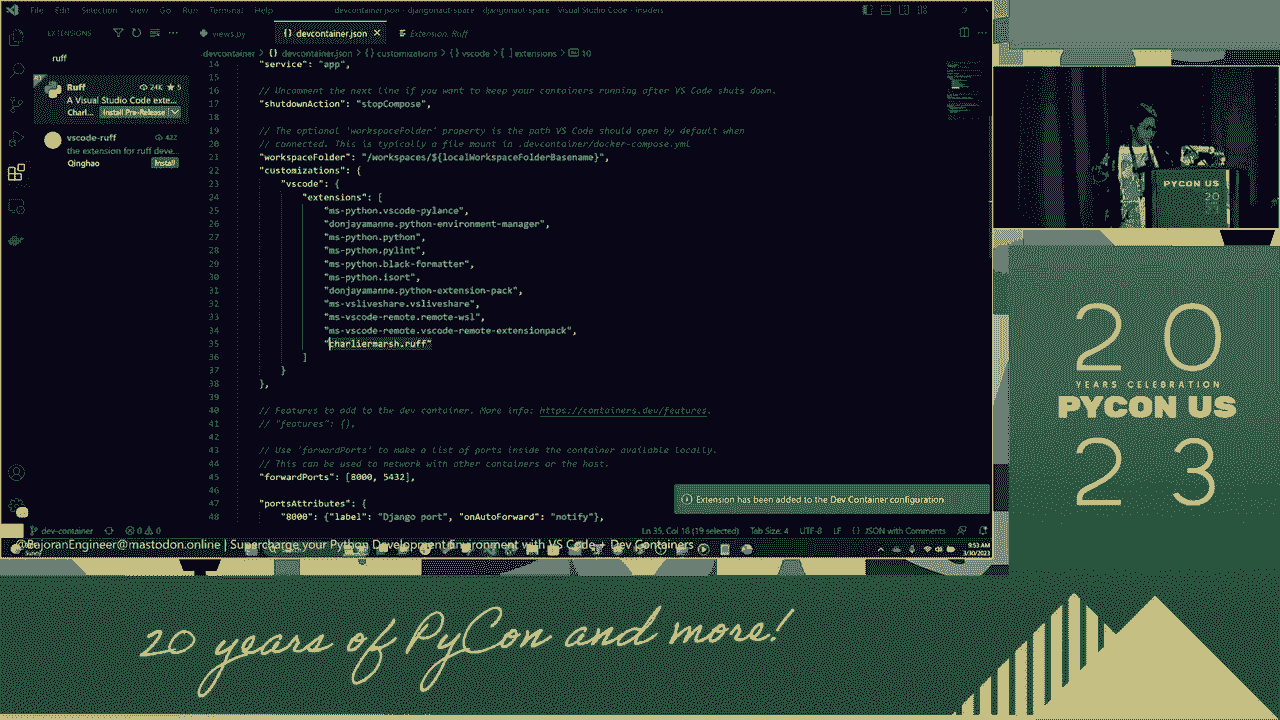 File Edit Selection View Go Run Terminal Help
devcontainer.json - djangonaut-space - djangonaut-space - Visual Studio Code - Insiders
EXTENSIONS
views.py
devcontainer.json
Extension: Ruff
ruff
.devcontainer > devcontainer.json > customizations > vscode > extensions > 10
Ruff 24K 5
A Visual Studio Code exte...
Charl... Install Pre-Release
vscode-ruff 422
the extension for ruff deve...
Qinghao Install
14 "service": "app",
15
16 // Uncomment the next line if you want to keep your containers running after VS Code shuts down.
17 "shutdownAction": "stopCompose",
18
19 // The optional 'workspaceFolder' property is the path VS Code should open by default when
20 // connected. This is typically a file mount in .devcontainer/docker-compose.yml
21 "workspaceFolder": "/workspaces/${localWorkspaceFolderBasename}",
22 "customizations": {
23 "vscode": {
24 "extensions": [
25 "ms-python.vscode-pylance",
26 "donjayamanne.python-environment-manager",
27 "ms-python.python",
28 "ms-python.pylint",
29 "ms-python.black-formatter",
30 "ms-python.isort",
31 "donjayamanne.python-extension-pack",
32 "ms-vsliveshare.vsliveshare",
33 "ms-vscode-remote.remote-wsl",
34 "ms-vscode-remote.vscode-remote-extensionpack",
35 "charliermarsh.ruff"
36 ]
37 }
38 },
39
40 // Features to add to the dev container. More info: https://containers.dev/features.
41 // "features": {},
42
43 // Use 'forwardPorts' to make a list of ports inside the container available locally.
44 // This can be used to network with other containers or the host.
45 "forwardPorts": [8000, 5432],
46
47 "portsAttributes": {
48 "8000": {"label": "Django port", "onAutoForward": "notify"},
Extension has been added to the Dev Container configuration
dev-container 0 0
Ln 35, Col 18 (19 selected) Tab Size: 4 UTF-8 LF JSON with Comments
@BajoranEngineer@mastodon.online | Supercharge your Python Development Environment with VS Code + Dev Containers
9:53 AM
3/30/2023
PYCON US
20
23
20
YEARS CELEBRATION
PYCON US
23
20 years of PyCon and more!